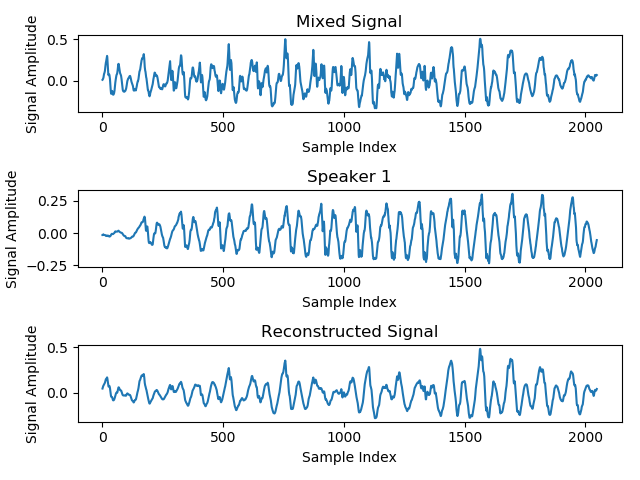 Mixed Signal
Signal Amplitude
0.5
0.0
0
500
1000
1500
2000
Sample Index
Speaker 1
Signal Amplitude
0.25
0.00
−0.25
0
500
1000
1500
2000
Sample Index
Reconstructed Signal
Signal Amplitude
0.5
0.0
0
500
1000
1500
2000
Sample Index